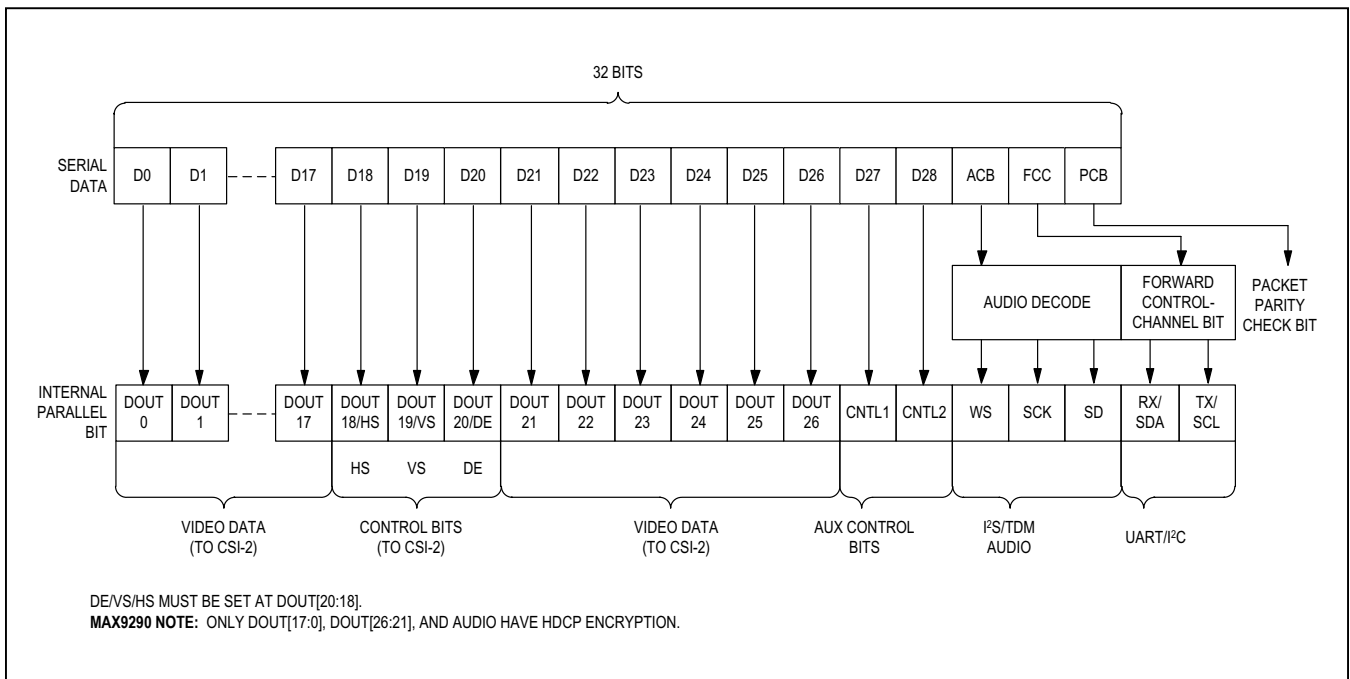 32 BITS
SERIAL
DATA
D0 D1 D17 D18 D19 D20 D21 D22 D23 D24 D25 D26 D27 D28 ACB FCC PCB
AUDIO DECODE
FORWARD
CONTROL-
CHANNEL BIT
PACKET
PARITY
CHECK BIT
INTERNAL
PARALLEL
BIT
DOUT
0
DOUT
1
DOUT
17
DOUT
18/HS
DOUT
19/VS
DOUT
20/DE
DOUT
21
DOUT
22
DOUT
23
DOUT
24
DOUT
25
DOUT
26
CNTL1 CNTL2 WS SCK SD
RX/
SDA
TX/
SCL
HS VS DE
VIDEO DATA
(TO CSI-2)
CONTROL BITS
(TO CSI-2)
VIDEO DATA
(TO CSI-2)
AUX CONTROL
BITS
I²S/TDM
AUDIO
UART/I²C
DE/VS/HS MUST BE SET AT DOUT[20:18].
MAX9290 NOTE: ONLY DOUT[17:0], DOUT[26:21], AND AUDIO HAVE HDCP ENCRYPTION.